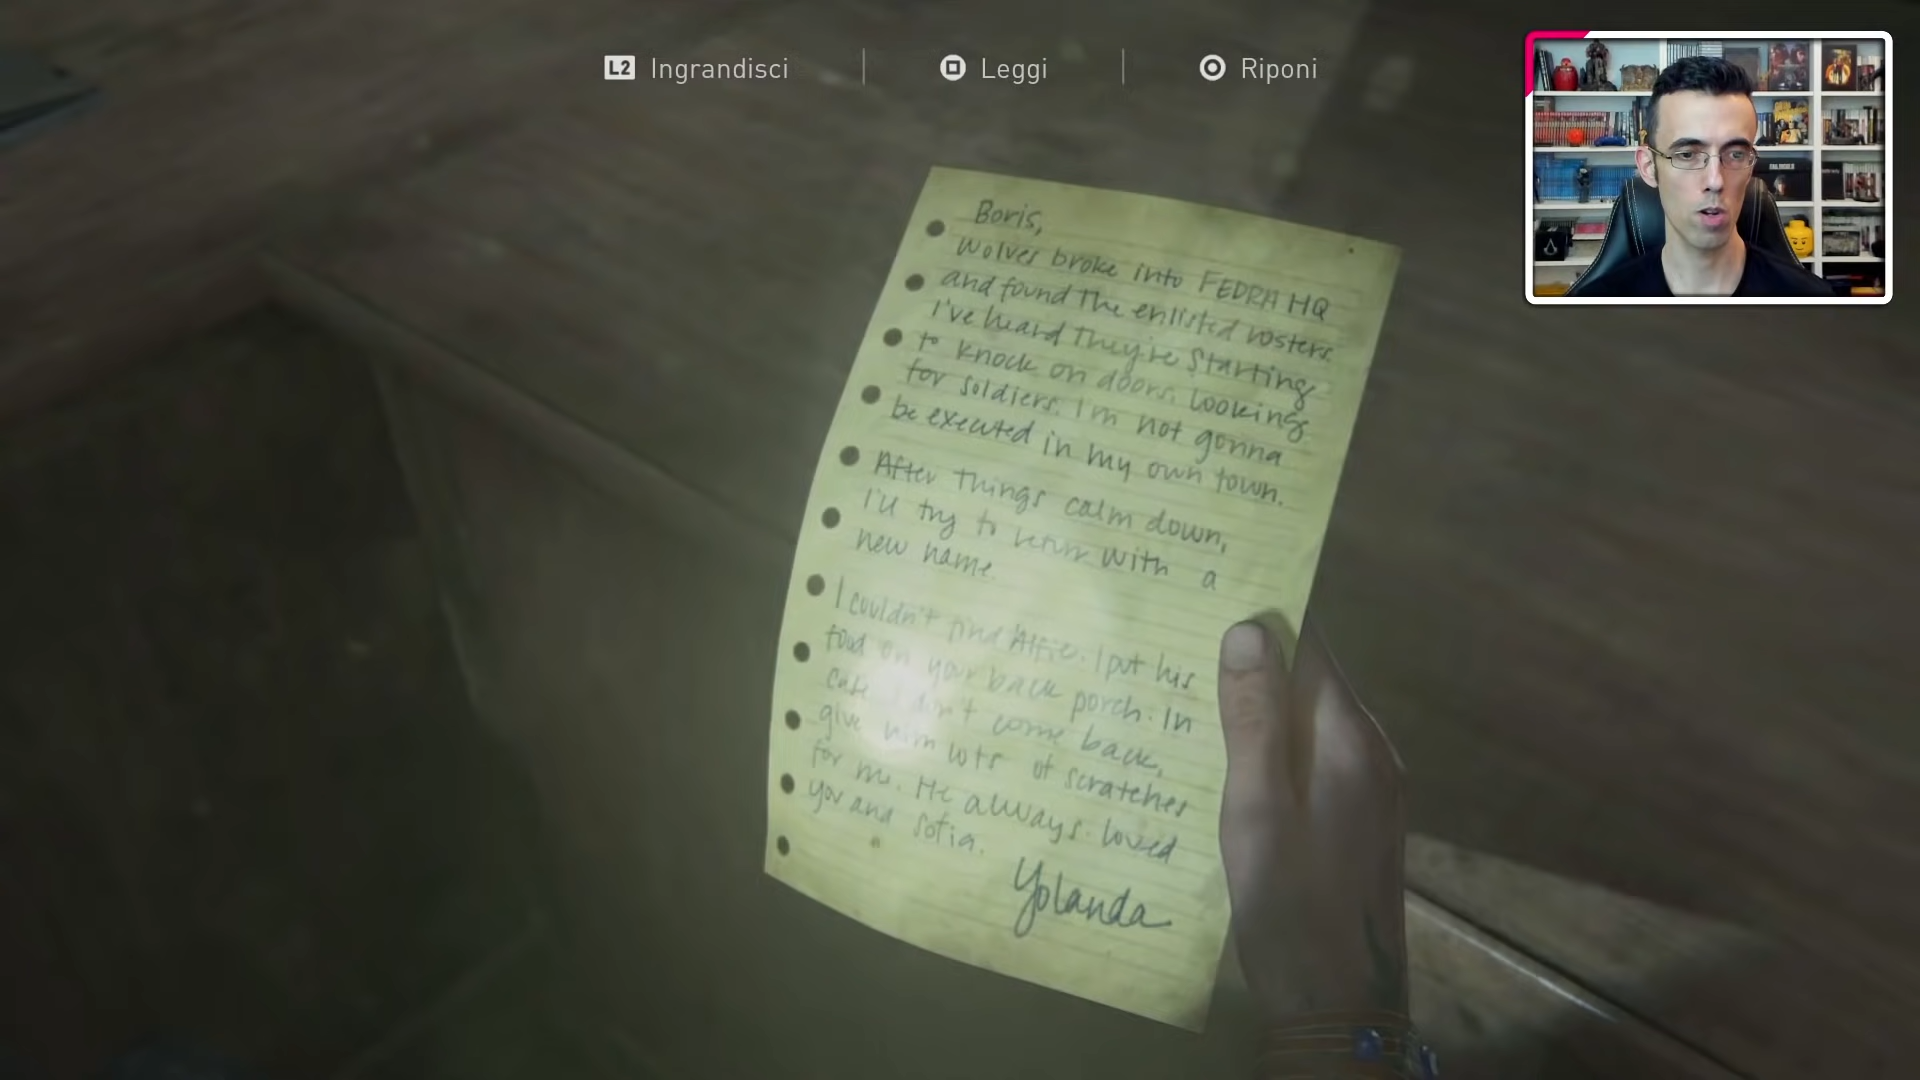 L2 Ingrandisci
Leggi
Riponi
Boris,
Wolves broke into FEDRA HQ
and found the enlisted rosters.
I've heard they're starting
to knock on doors, looking
for soldiers. I'm not gonna
be executed in my own town.
After things calm down,
I'll try to return with a
new name.
I couldn't find Alfie. I put his
food on your back porch. In
case I don't come back,
give him lots of scratches
for me. He always loved
you and Sofia.
Yolanda